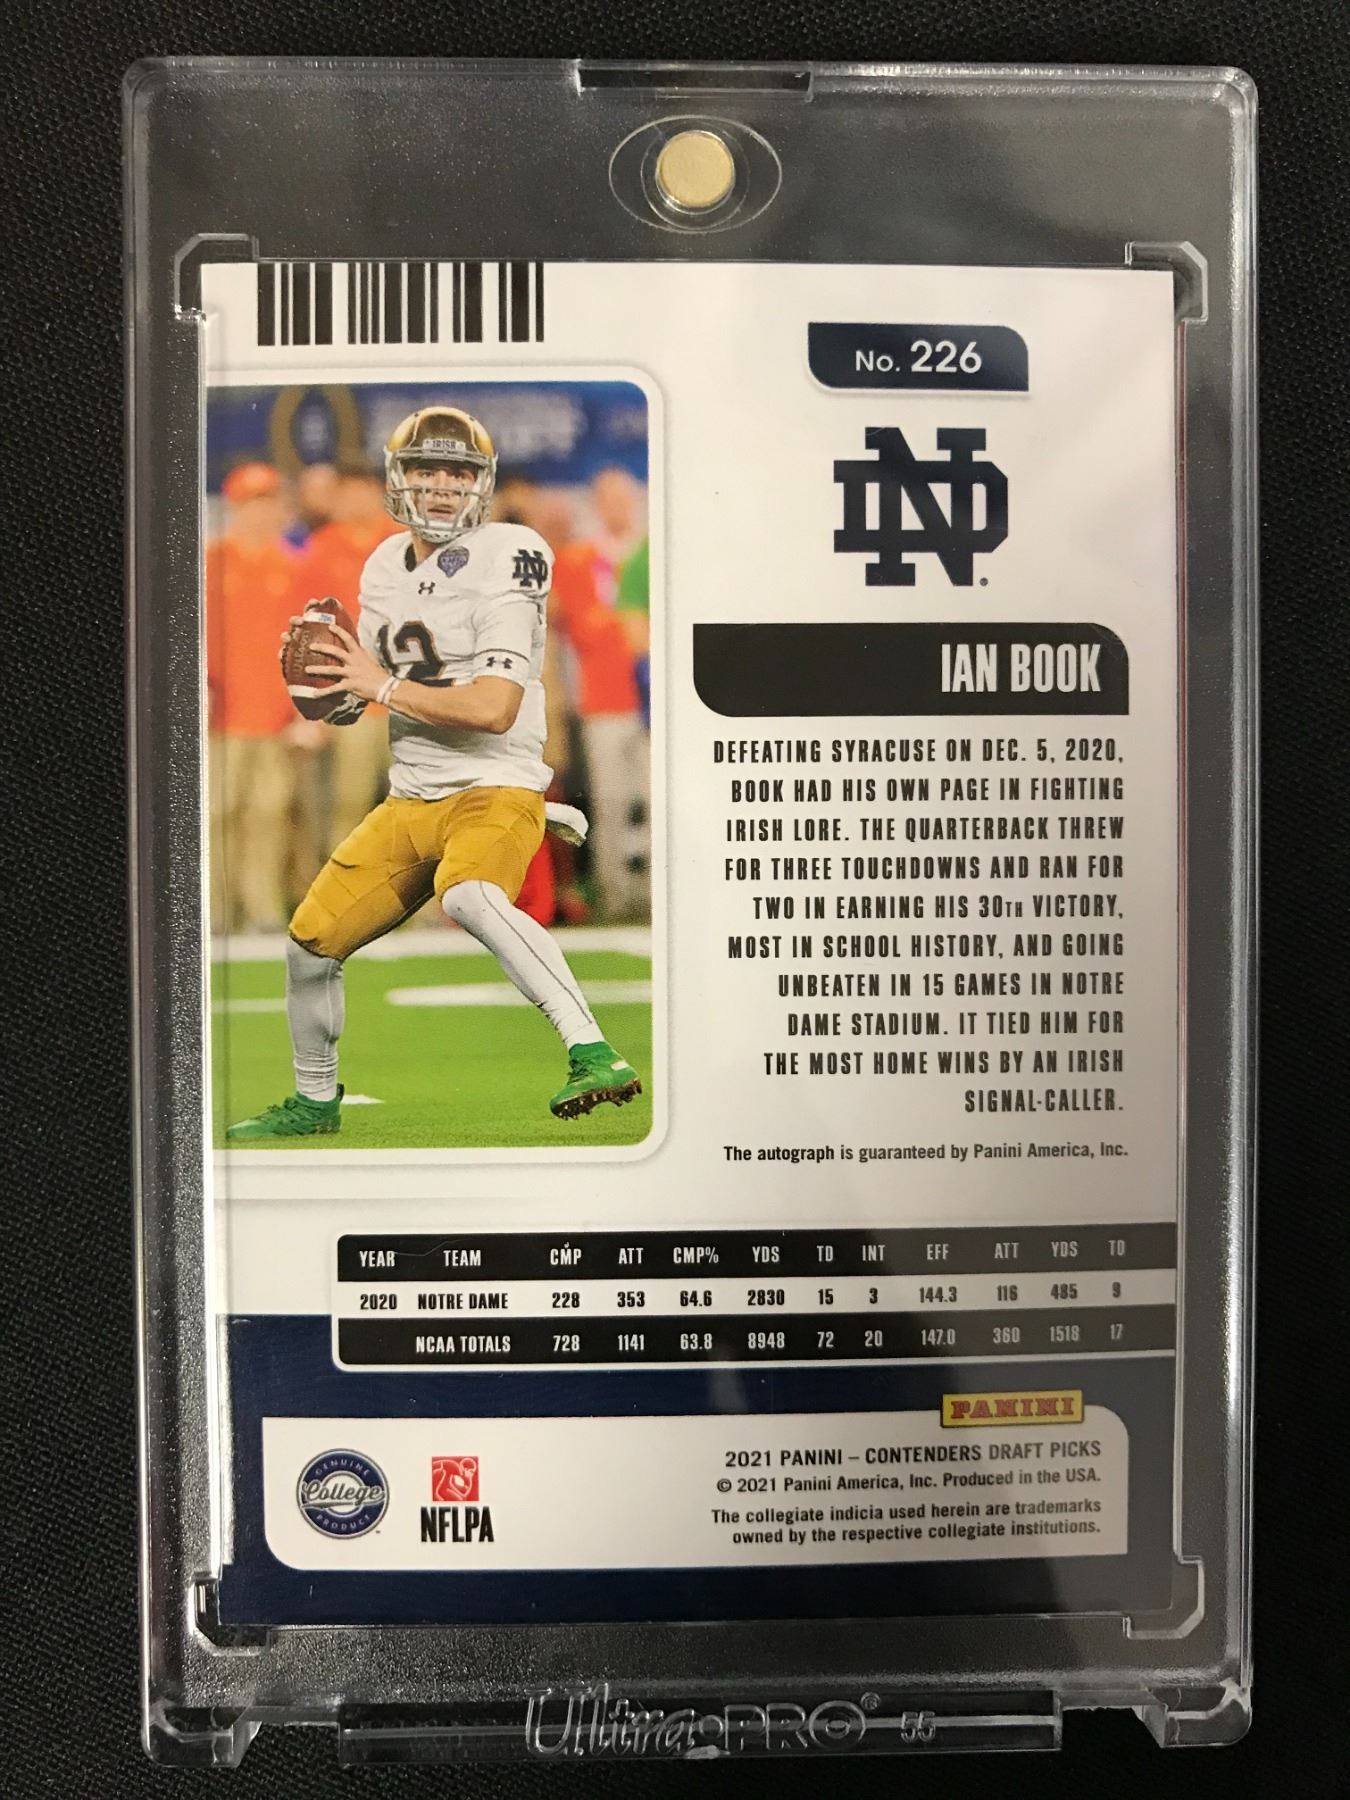 No. 226
ND
IRISH
12
ND
IAN BOOK
DEFEATING SYRACUSE ON DEC. 5, 2020,
BOOK HAD HIS OWN PAGE IN FIGHTING
IRISH LORE. THE QUARTERBACK THREW
FOR THREE TOUCHDOWNS AND RAN FOR
TWO IN EARNING HIS 30TH VICTORY,
MOST IN SCHOOL HISTORY, AND GOING
UNBEATEN IN 15 GAMES IN NOTRE
DAME STADIUM. IT TIED HIM FOR
THE MOST HOME WINS BY AN IRISH
SIGNAL-CALLER.
The autograph is guaranteed by Panini America, Inc.
YEAR TEAM CMP ATT CMP% YDS TD INT EFF ATT YDS TD
2020 NOTRE DAME 228 353 64.6 2830 15 3 144.3 116 485 9
NCAA TOTALS 728 1141 63.8 8948 72 20 147.0 360 1518 17
PANINI
2021 PANINI – CONTENDERS DRAFT PICKS
© 2021 Panini America, Inc. Produced in the USA.
The collegiate indicia used herein are trademarks
owned by the respective collegiate institutions.
GENUINE
College
PRODUCT
NFLPA
Ultra PRO® 55